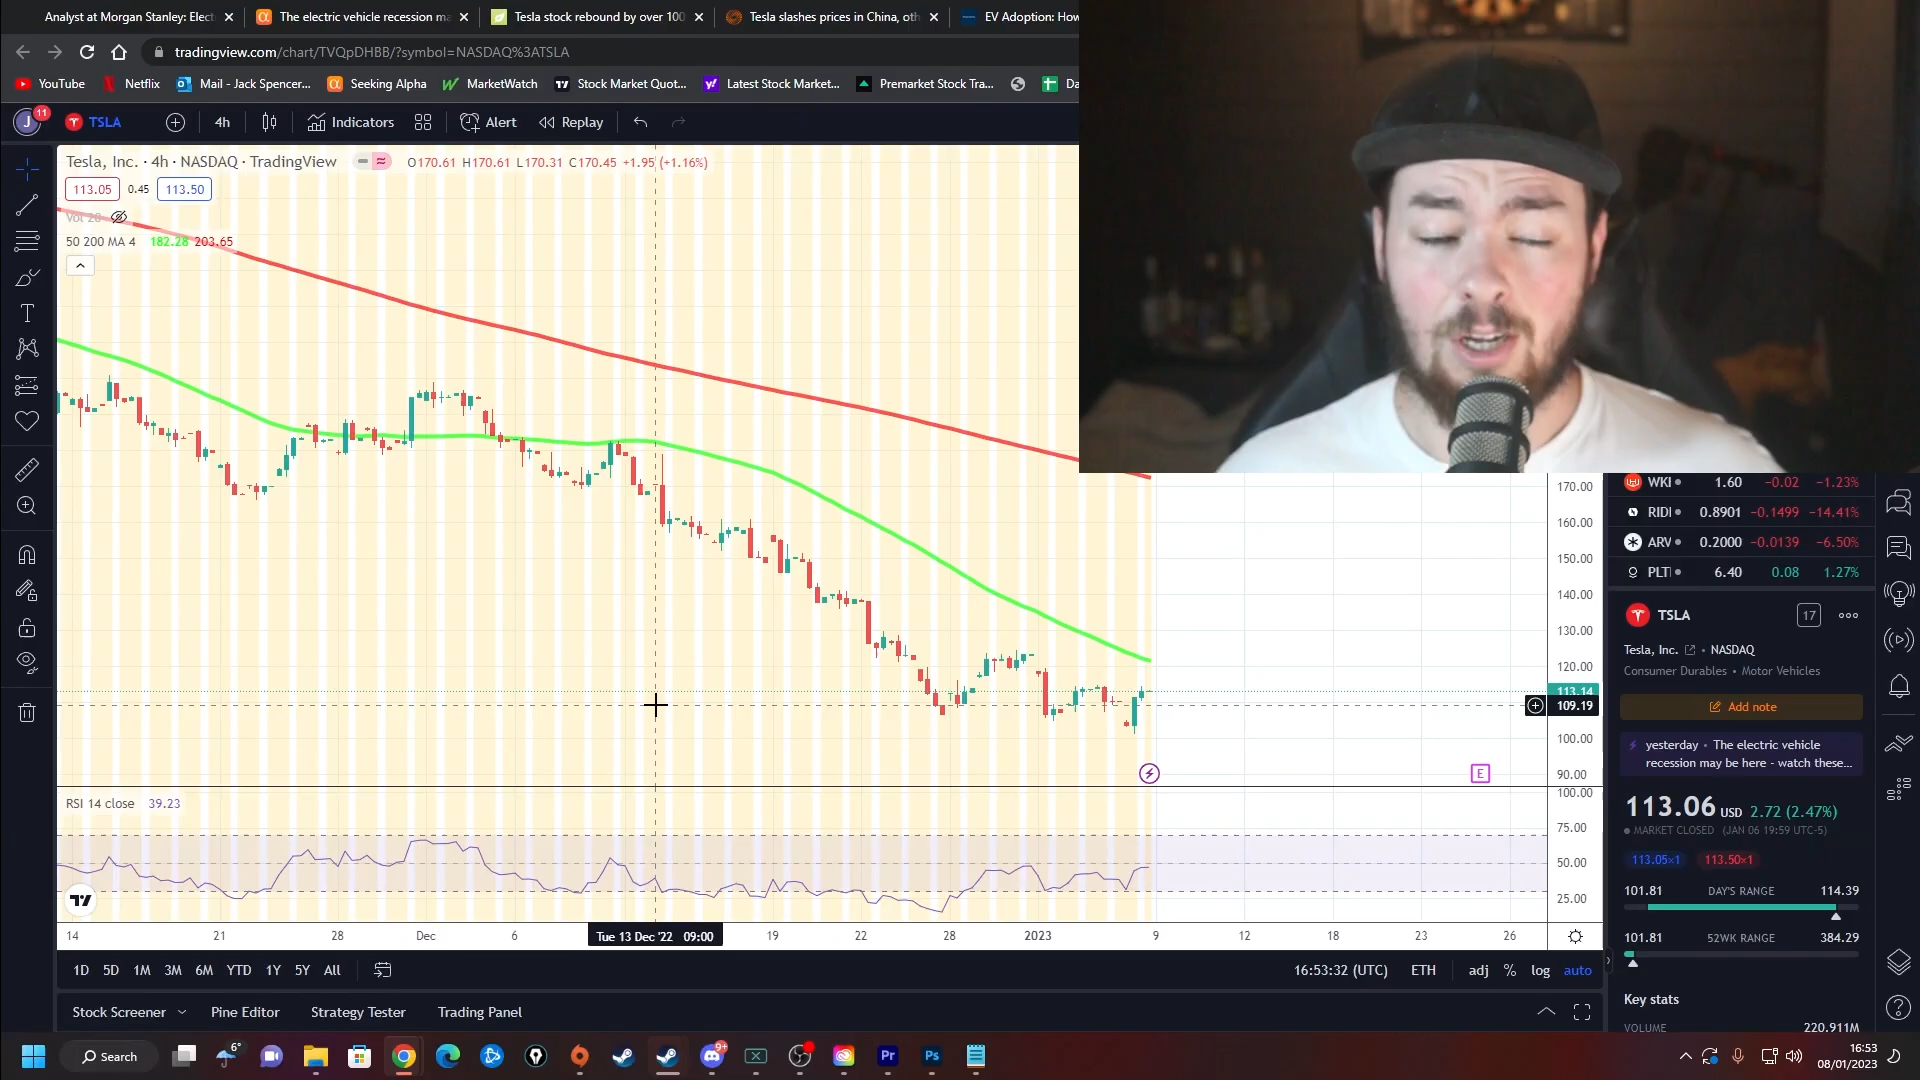 Analyst at Morgan Stanley: Elect
The electric vehicle recession ma
Tesla stock rebound by over 100
Tesla slashes prices in China, oth
EV Adoption: How
tradingview.com/chart/TVQpDHBB/?symbol=NASDAQ%3ATSLA
YouTube
Netflix
Mail - Jack Spencer...
Seeking Alpha
MarketWatch
Stock Market Quot...
Latest Stock Market...
Premarket Stock Tra...
Da
J 11
TSLA
4h
Indicators
Alert
Replay
Tesla, Inc. · 4h · NASDAQ · TradingView
O170.61 H170.61 L170.31 C170.45 +1.95 (+1.16%)
113.05 0.45 113.50
Vol 20
50 200 MA 4 182.28 203.65
170.00
160.00
150.00
140.00
130.00
120.00
113.14
109.19
100.00
90.00
E
RSI 14 close 39.23
100.00
75.00
50.00
25.00
14 21 28 Dec 6 Tue 13 Dec '22 09:00 19 22 28 2023 9 12 18 23 26
1D 5D 1M 3M 6M YTD 1Y 5Y All
16:53:32 (UTC) ETH adj % log auto
Stock Screener Pine Editor Strategy Tester Trading Panel
WKI 1.60 −0.02 −1.23%
RIDI 0.8901 −0.1499 −14.41%
ARV 0.2000 −0.0139 −6.50%
PLTI 6.40 0.08 1.27%
TSLA 17
Tesla, Inc. • NASDAQ
Consumer Durables • Motor Vehicles
Add note
yesterday • The electric vehicle
recession may be here - watch these...
113.06 USD 2.72 (2.47%)
MARKET CLOSED (JAN 06 19:59 UTC-5)
113.05×1 113.50×1
101.81 DAY'S RANGE 114.39
101.81 52WK RANGE 384.29
Key stats
VOLUME 220.911M
Search
6°
9+
Pr
Ps
16:53
08/01/2023